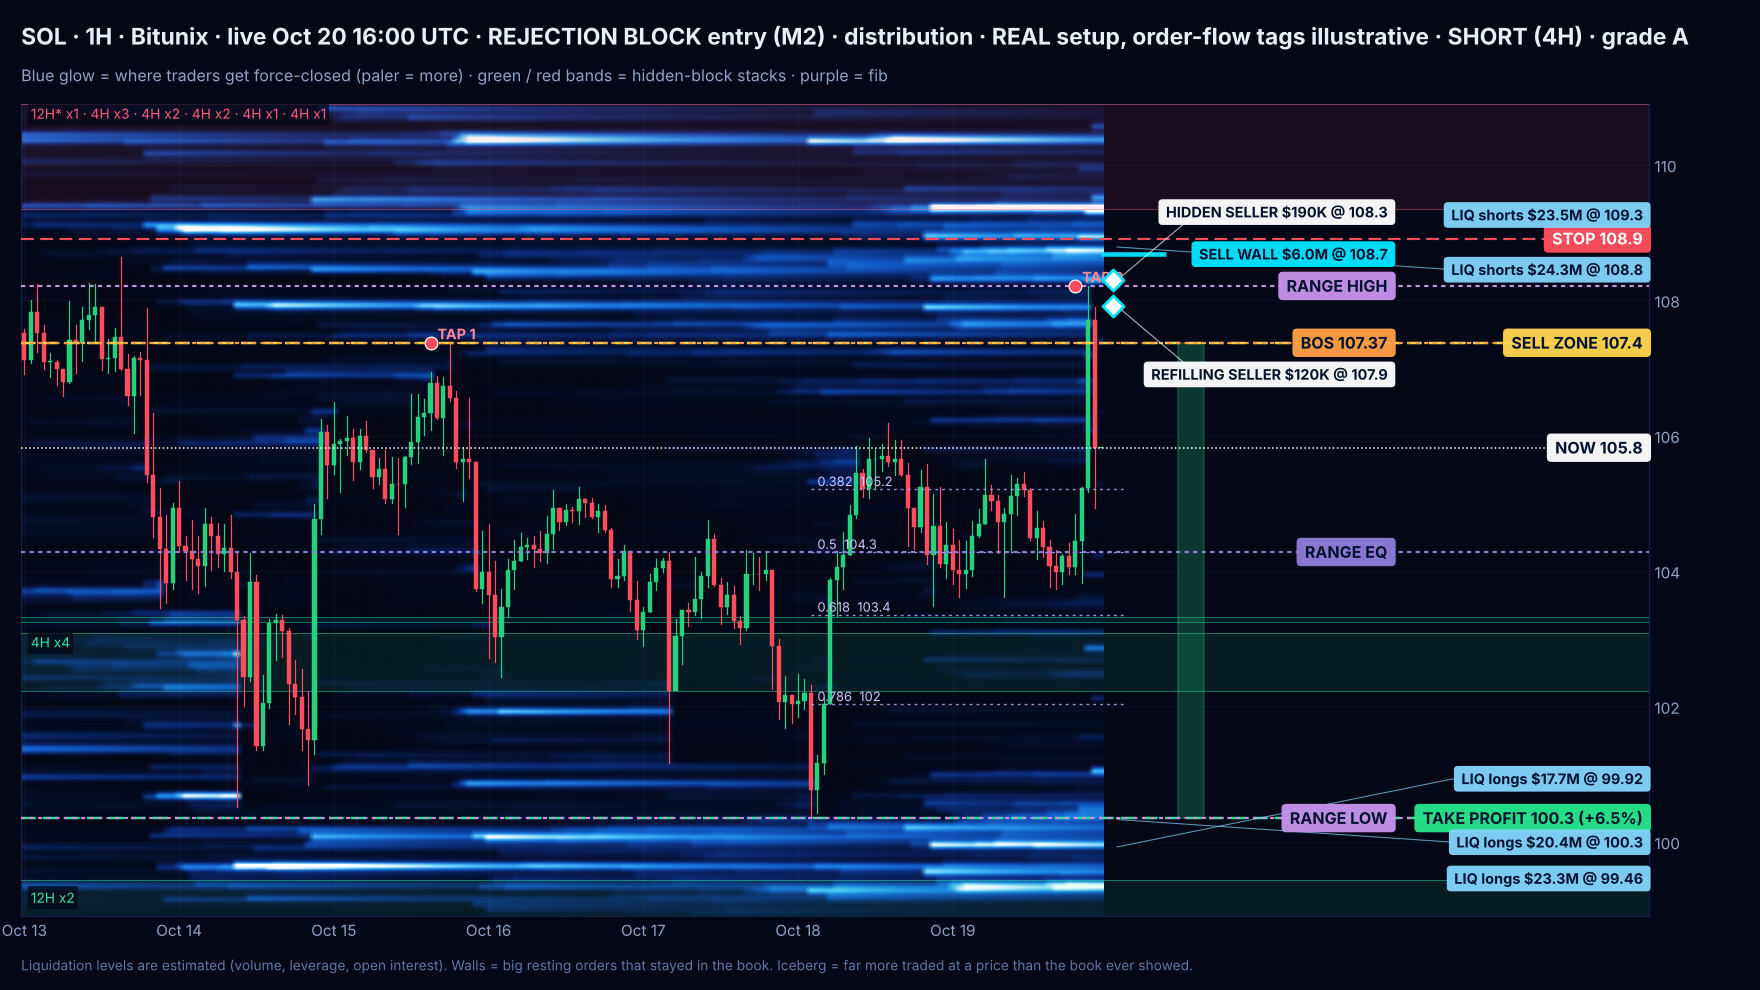 SOL · 1H · Bitunix · live Oct 20 16:00 UTC · REJECTION BLOCK entry (M2) · distribution · REAL setup, order-flow tags illustrative · SHORT (4H) · grade A
Blue glow = where traders get force-closed (paler = more) · green / red bands = hidden-block stacks · purple = fib
12H* x1 · 4H x3 · 4H x2 · 4H x2 · 4H x1 · 4H x1
110
HIDDEN SELLER $190K @ 108.3
LIQ shorts $23.5M @ 109.3
STOP 108.9
SELL WALL $6.0M @ 108.7
LIQ shorts $24.3M @ 108.8
RANGE HIGH
108
TAP 1
BOS 107.37
SELL ZONE 107.4
REFILLING SELLER $120K @ 107.9
106
NOW 105.8
0.382 105.2
0.5 104.3
RANGE EQ
104
0.618 103.4
4H x4
0.786 102
102
LIQ longs $17.7M @ 99.92
RANGE LOW
TAKE PROFIT 100.3 (+6.5%)
LIQ longs $20.4M @ 100.3
100
LIQ longs $23.3M @ 99.46
12H x2
Oct 13
Oct 14
Oct 15
Oct 16
Oct 17
Oct 18
Oct 19
Liquidation levels are estimated (volume, leverage, open interest). Walls = big resting orders that stayed in the book. Iceberg = far more traded at a price than the book ever showed.